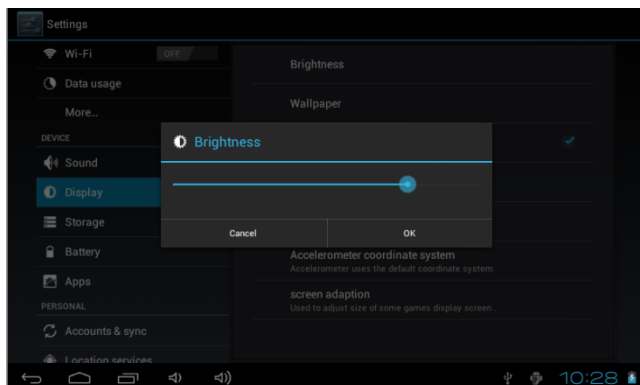 Settings
Wi-Fi
OFF
Data usage
More...
DEVICE
Sound
Display
Storage
Battery
Apps
PERSONAL
Accounts & sync
Location services
Brightness
Wallpaper
Brightness
Cancel
OK
Accelerometer coordinate system
Accelerometer uses the default coordinate system.
screen adaption
Used to adjust size of some games display screen .
10:28